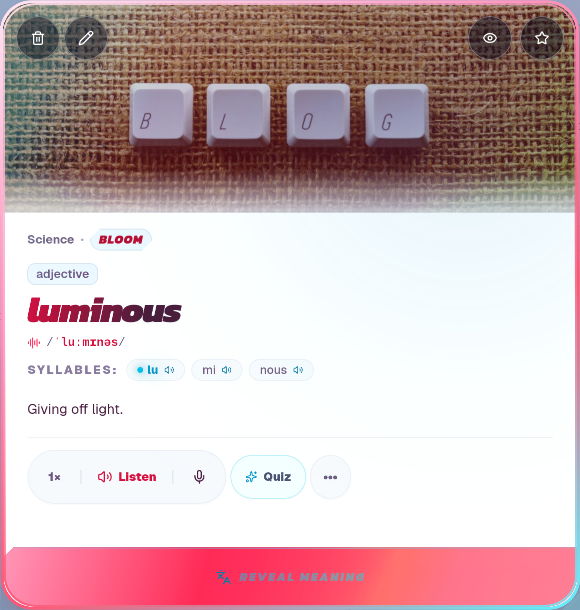 B L O G
Science · BLOOM
adjective
luminous
/ˈluːmɪnəs/
SYLLABLES: lu mi nous
Giving off light.
1× Listen Quiz •••
REVEAL MEANING